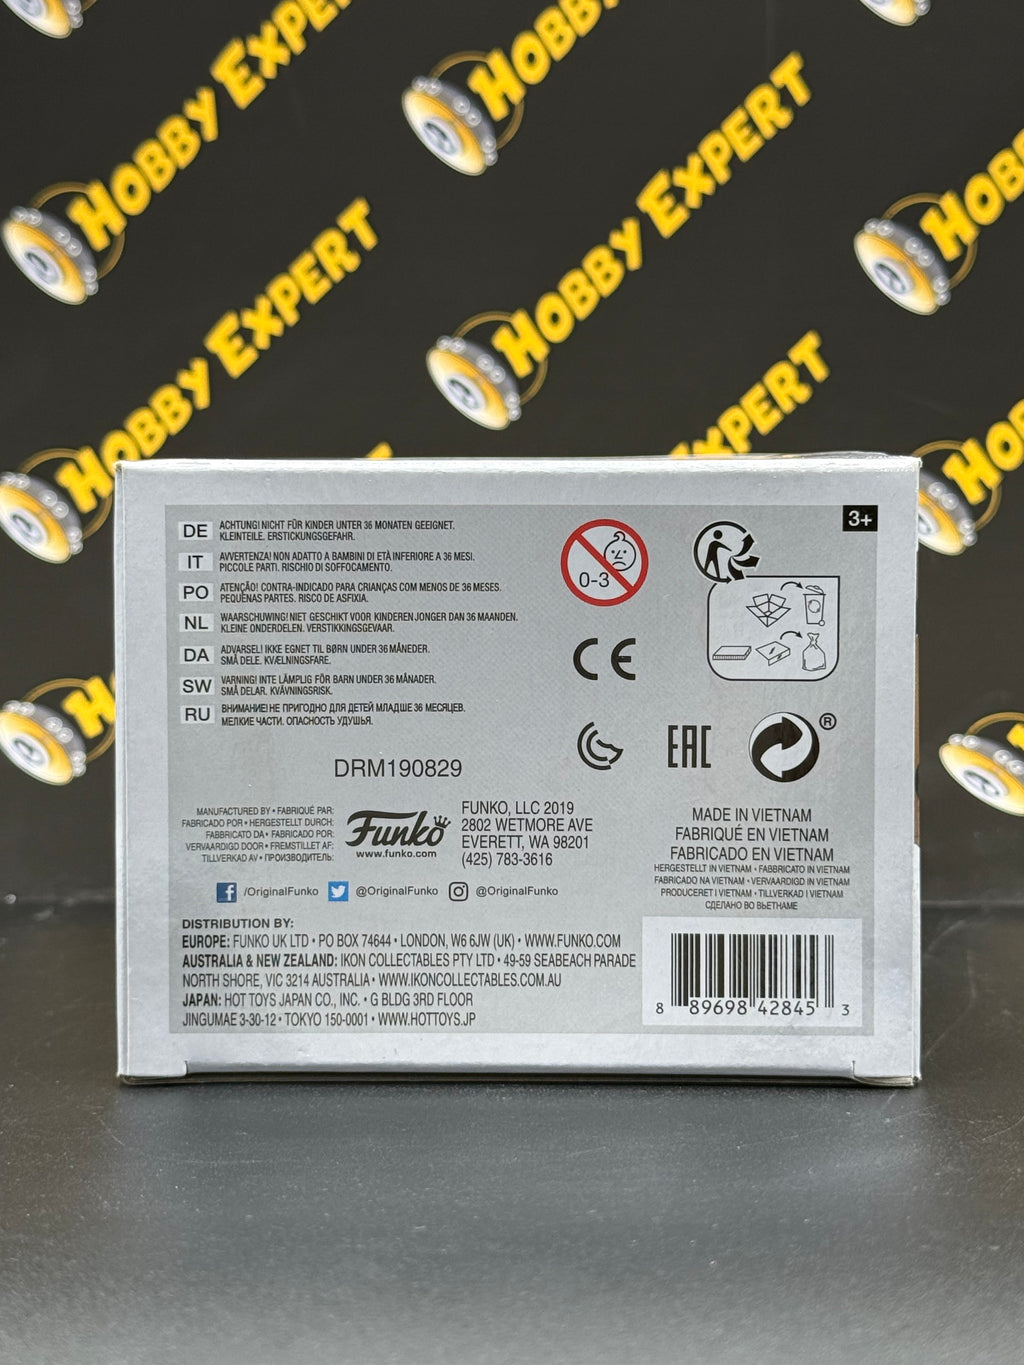 HOBBY EXPERT
HOBBY EXPERT
HOBBY EXPERT
HOBBY EXPERT
HOBBY EXPERT
HOBBY
EXPERT
HOBBY
3+
DE ACHTUNG! NICHT FÜR KINDER UNTER 36 MONATEN GEEIGNET.
KLEINTEILE. ERSTICKUNGSGEFAHR.
IT AVVERTENZA! NON ADATTO A BAMBINI DI ETÀ INFERIORE A 36 MESI.
PICCOLE PARTI. RISCHIO DI SOFFOCAMENTO.
PO ATENÇÃO! CONTRA-INDICADO PARA CRIANÇAS COM MENOS DE 36 MESES.
PEQUENAS PARTES. RISCO DE ASFIXIA.
NL WAARSCHUWING! NIET GESCHIKT VOOR KINDEREN JONGER DAN 36 MAANDEN.
KLEINE ONDERDELEN. VERSTIKKINGSGEVAAR.
DA ADVARSEL! IKKE EGNET TIL BØRN UNDER 36 MÅNEDER.
SMÅ DELE. KVÆLNINGSFARE.
SW VARNING! INTE LÄMPLIG FÖR BARN UNDER 36 MÅNADER.
SMÅ DELAR. KVÄVNINGSRISK.
RU ВНИМАНИЕ! НЕ ПРИГОДНО ДЛЯ ДЕТЕЙ МЛАДШЕ 36 МЕСЯЦЕВ.
МЕЛКИЕ ЧАСТИ. ОПАСНОСТЬ УДУШЬЯ.
0-3
CE
EAC
®
DRM190829
MANUFACTURED BY • FABRIQUÉ PAR:
FABRICADO POR • HERGESTELLT DURCH:
FABBRICATO DA • FABRICADO POR:
VERVAARDIGD DOOR • FREMSTILLET AF:
TILLVERKAD AV • ПРОИЗВОДИТЕЛЬ:
Funko
www.funko.com
FUNKO, LLC 2019
2802 WETMORE AVE
EVERETT, WA 98201
(425) 783-3616
/OriginalFunko @OriginalFunko @OriginalFunko
MADE IN VIETNAM
FABRIQUÉ EN VIETNAM
FABRICADO EN VIETNAM
HERGESTELLT IN VIETNAM • FABBRICATO IN VIETNAM
FABRICADO NA VIETNAM • VERVAARDIGD IN VIETNAM
PRODUCERET I VIETNAM • TILLVERKAD I VIETNAM
СДЕЛАНО ВО ВЬЕТНАМЕ
DISTRIBUTION BY:
EUROPE: FUNKO UK LTD • PO BOX 74644 • LONDON, W6 6JW (UK) • WWW.FUNKO.COM
AUSTRALIA & NEW ZEALAND: IKON COLLECTABLES PTY LTD • 49-59 SEABEACH PARADE
NORTH SHORE, VIC 3214 AUSTRALIA • WWW.IKONCOLLECTABLES.COM.AU
JAPAN: HOT TOYS JAPAN CO., INC. • G BLDG 3RD FLOOR
JINGUMAE 3-30-12 • TOKYO 150-0001 • WWW.HOTTOYS.JP
8 89698 42845 3